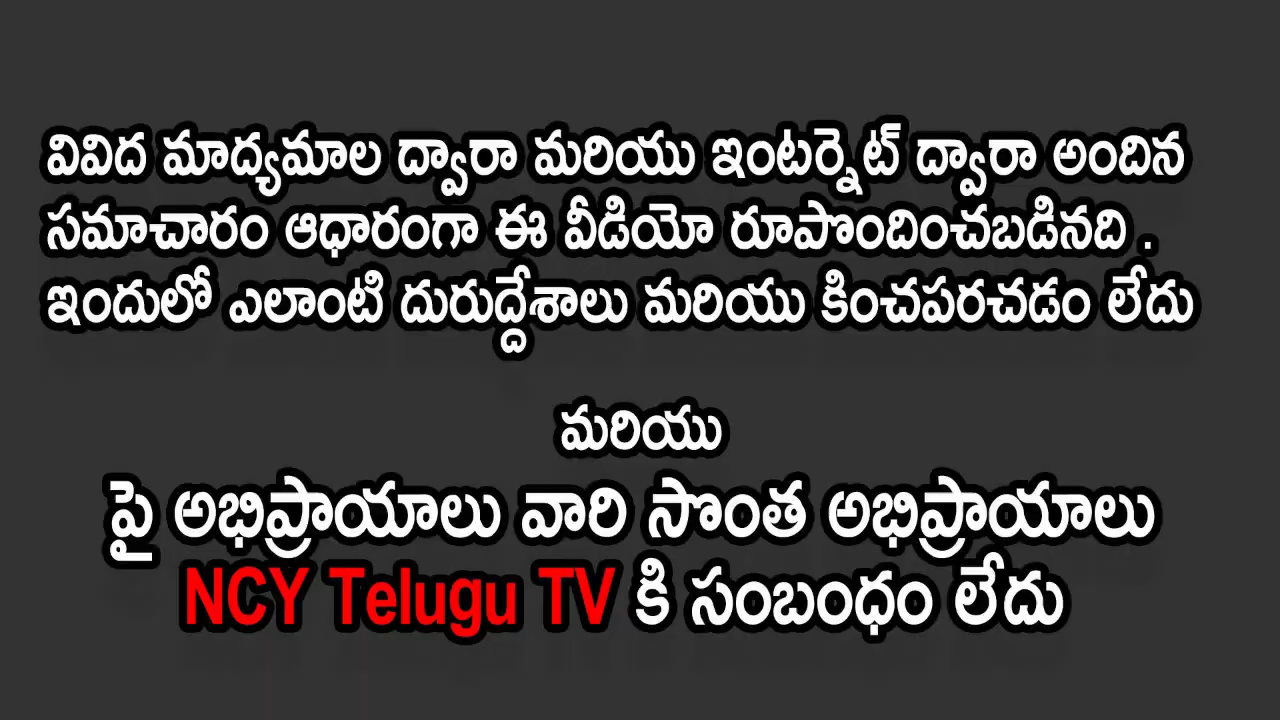 వివిద మాద్యమాల ద్వారా మరియు ఇంటర్నెట్ ద్వారా అందిన
సమాచారం ఆధారంగా ఈ వీడియో రూపొందించబడినది .
ఇందులో ఎలాంటి దురుద్దేశాలు మరియు కించపరచడం లేదు
మరియు
పై అభిప్రాయాలు వారి సొంత అభిప్రాయాలు
NCY Telugu TV కి సంబంధం లేదు